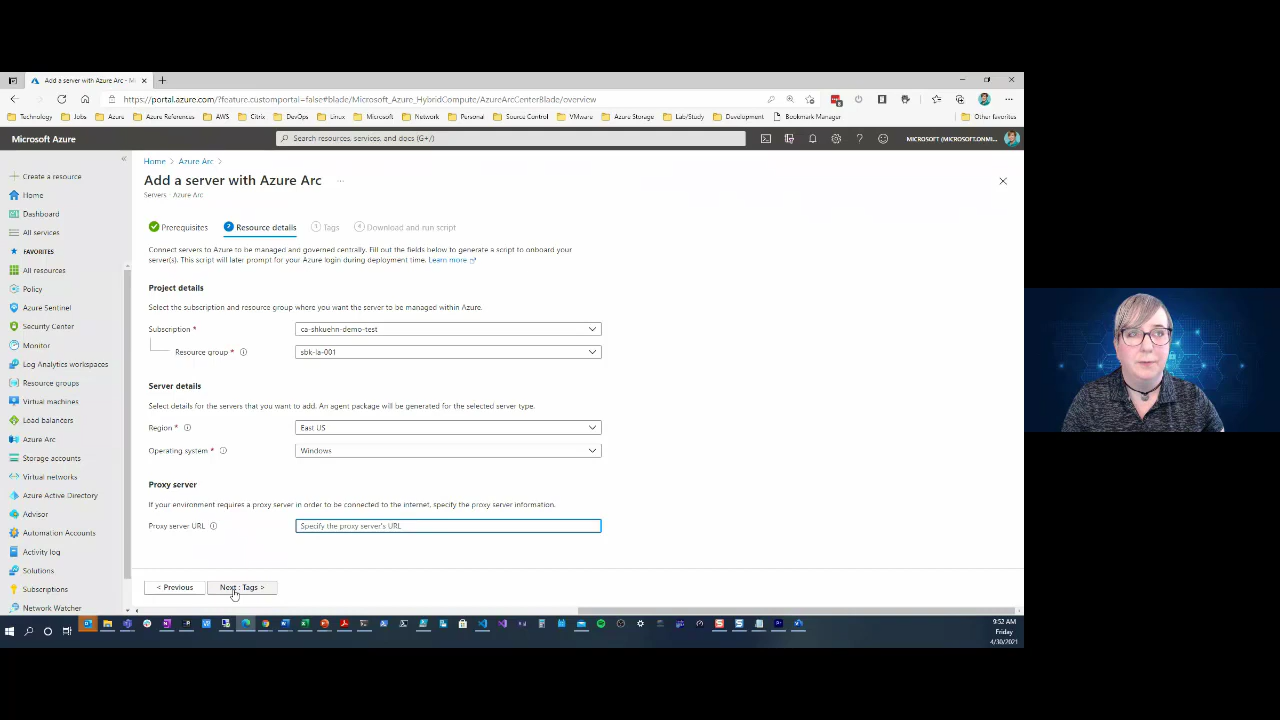 Add a server with Azure Arc - Mi
https://portal.azure.com/?feature.customportal=false#blade/Microsoft_Azure_HybridCompute/AzureArcCenterBlade/overview
Technology Jobs Azure Azure References AWS Citrix DevOps Linux Microsoft Network Personal Source Control VMware Azure Storage Lab/Study Development Bookmark Manager Other favorites
Microsoft Azure
Search resources, services, and docs (G+/)
MICROSOFT (MICROSOFT.ONMI...
Create a resource
Home
Dashboard
All services
FAVORITES
All resources
Policy
Azure Sentinel
Security Center
Monitor
Log Analytics workspaces
Resource groups
Virtual machines
Load balancers
Azure Arc
Storage accounts
Virtual networks
Azure Active Directory
Advisor
Automation Accounts
Activity log
Solutions
Subscriptions
Network Watcher
Home > Azure Arc >
Add a server with Azure Arc ...
Servers - Azure Arc
Prerequisites 2 Resource details 3 Tags 4 Download and run script
Connect servers to Azure to be managed and governed centrally. Fill out the fields below to generate a script to onboard your
server(s). This script will later prompt for your Azure login during deployment time. Learn more
Project details
Select the subscription and resource group where you want the server to be managed within Azure.
Subscription * ca-shkuehn-demo-test
Resource group * sbk-la-001
Server details
Select details for the servers that you want to add. An agent package will be generated for the selected server type.
Region * East US
Operating system * Windows
Proxy server
If your environment requires a proxy server in order to be connected to the internet, specify the proxy server information.
Proxy server URL Specify the proxy server's URL
< Previous Next : Tags >
9:52 AM
Friday
4/30/2021